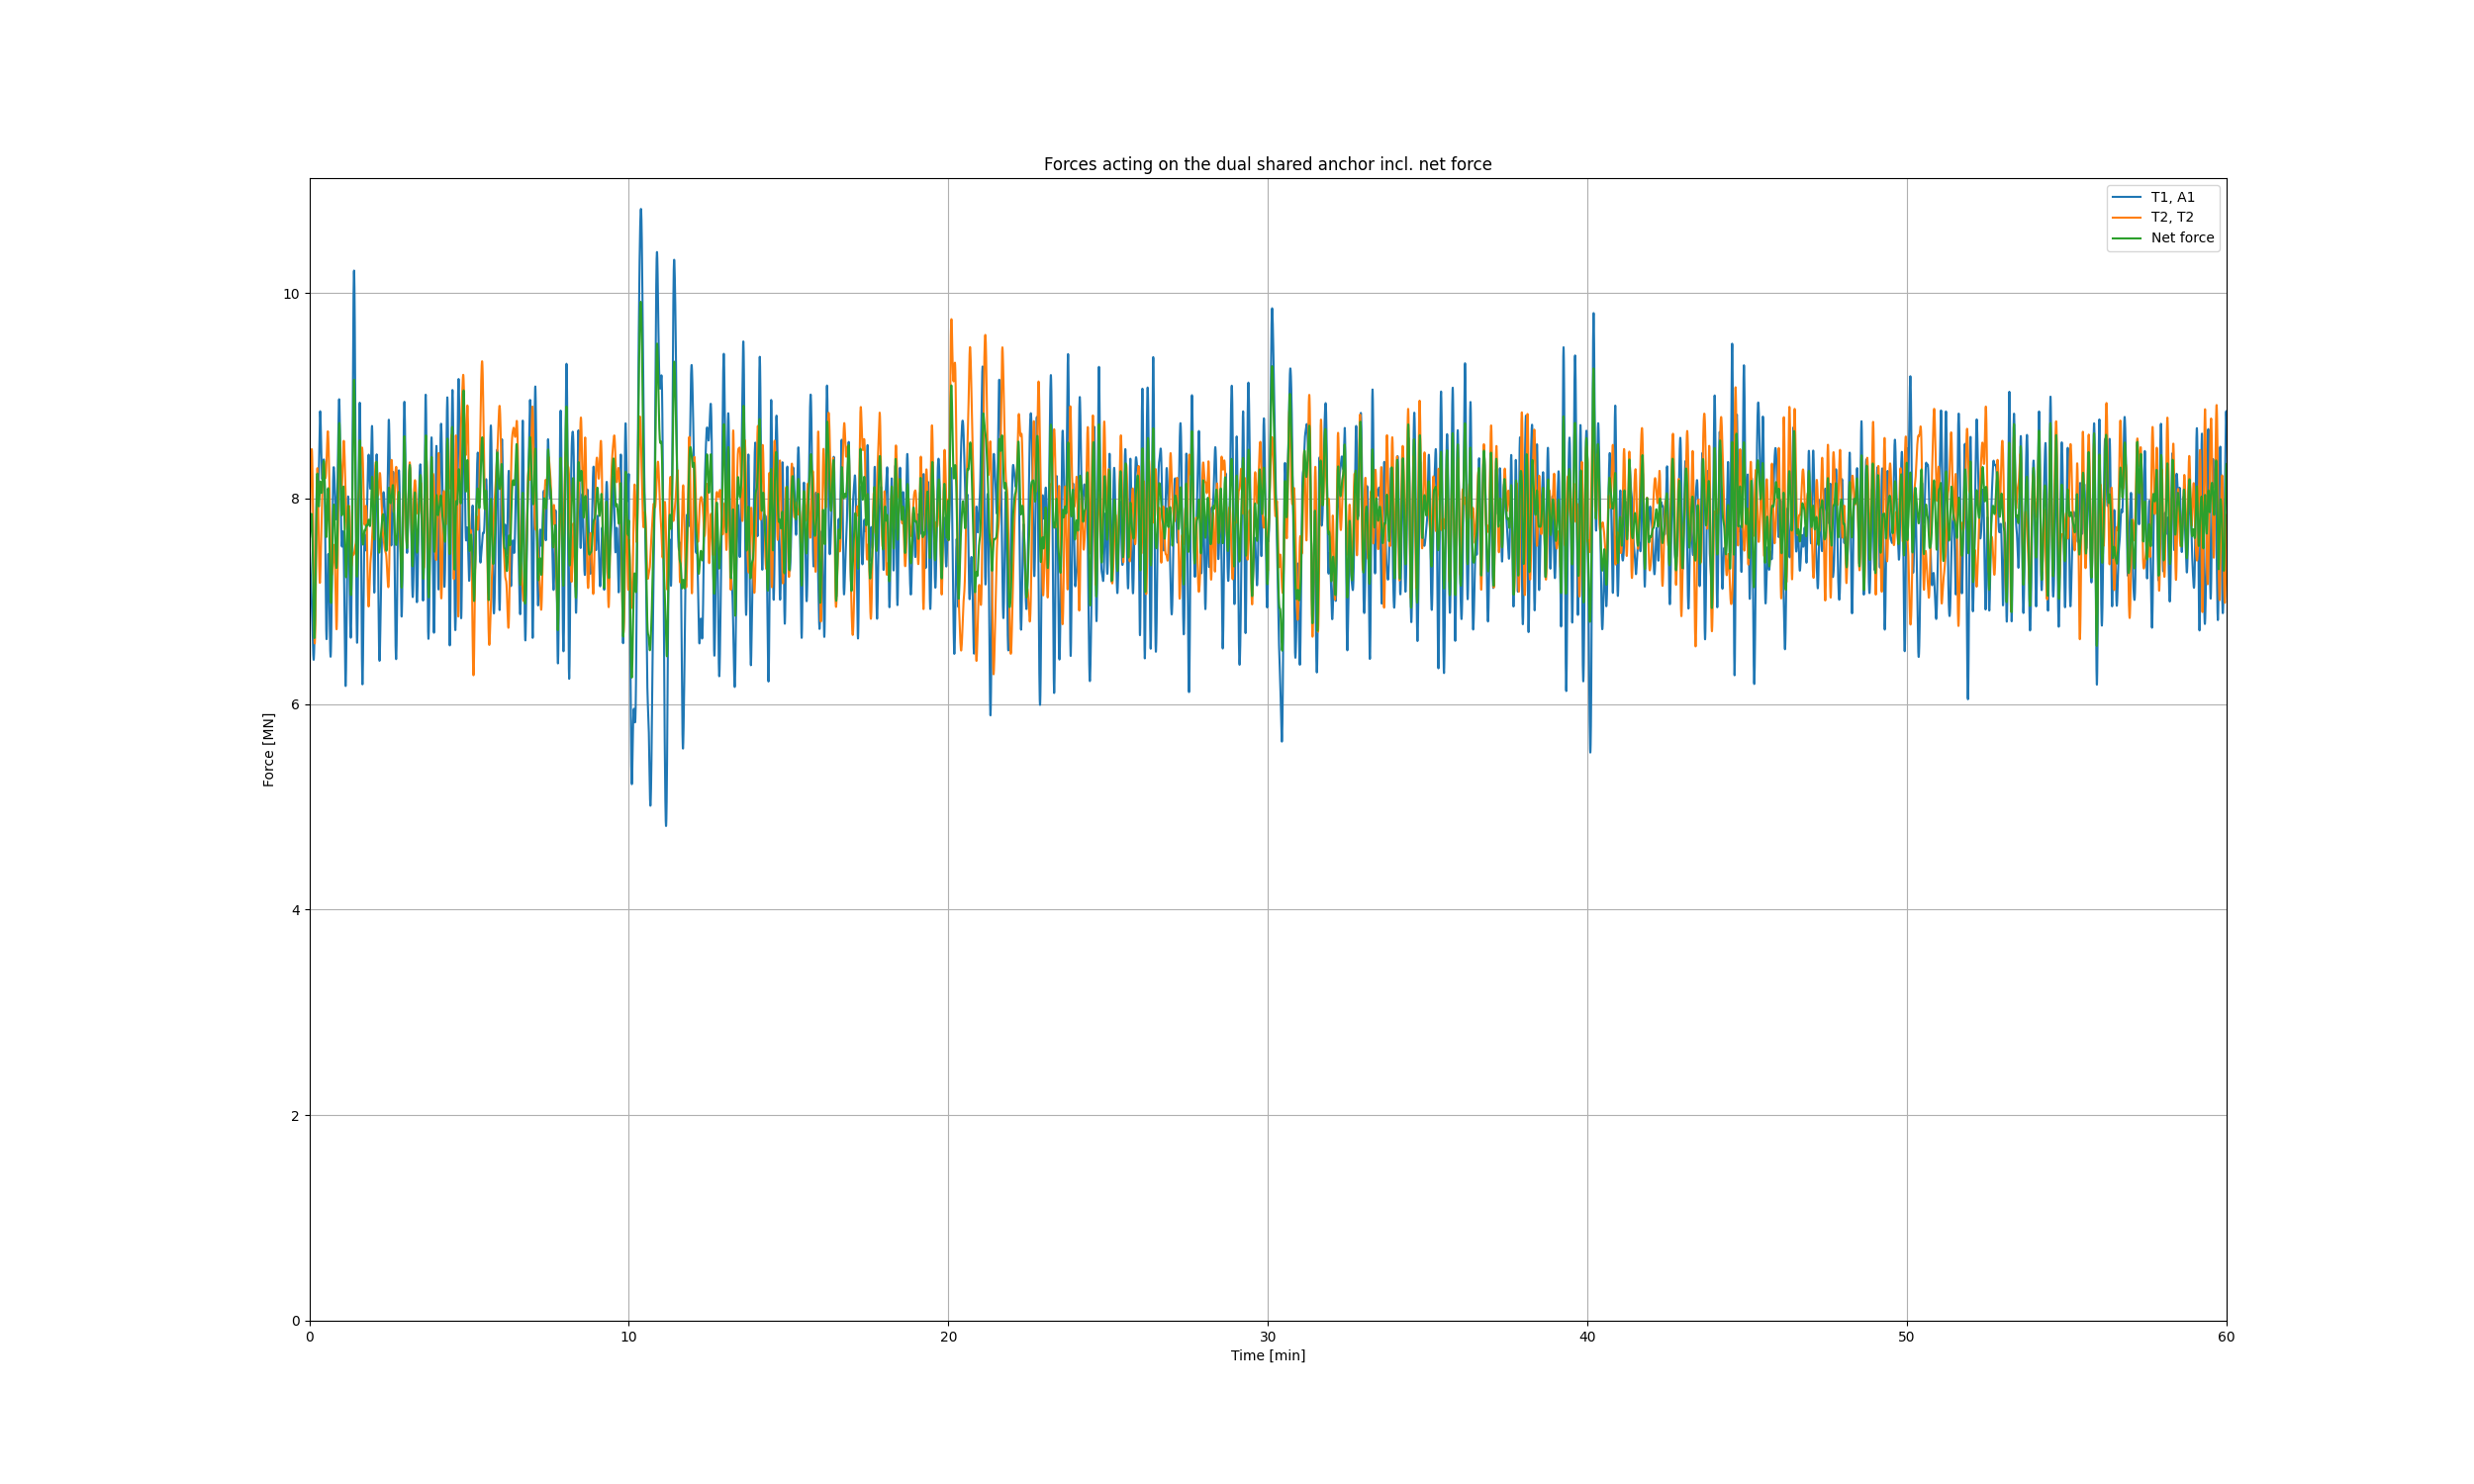 Forces acting on the dual shared anchor incl. net force
T1, A1
T2, T2
Net force
10
8
6
4
2
0
Force [MN]
0 10 20 30 40 50 60
Time [min]